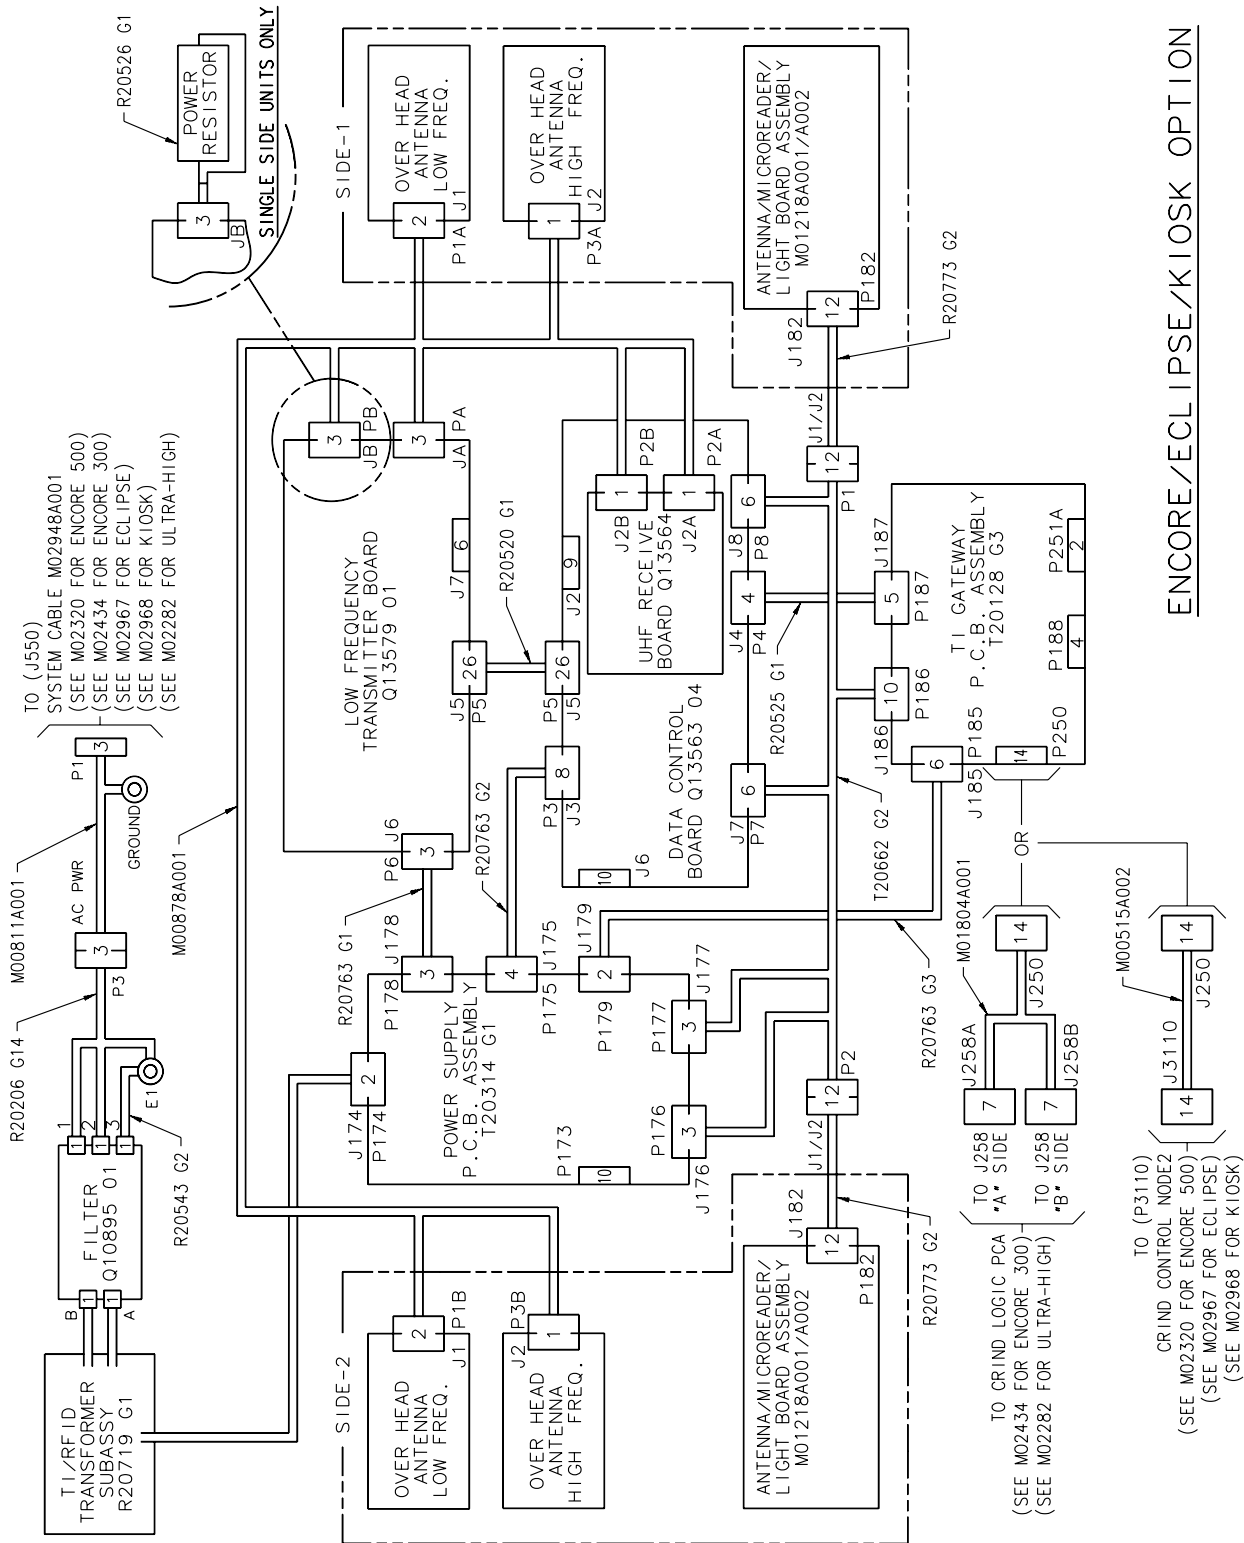 TI/RFID
TRANSFORMER
SUBASSY
R20719 G1
B
1
1
A
FILTER
Q10895 01
1
2
3
1
1
1
R20206 G14
R20543 G2
E1
3
P3
AC PWR
M00811A001
GROUND
P1
3
TO (J550)
SYSTEM CABLE M02948A001
(SEE M02320 FOR ENCORE 500)
(SEE M02434 FOR ENCORE 300)
(SEE M02967 FOR ECLIPSE)
(SEE M02968 FOR KIOSK)
(SEE M02282 FOR ULTRA-HIGH)
M00878A001
R20526 G1
POWER
RESISTOR
3
JB
SINGLE SIDE UNITS ONLY
SIDE-2
OVER HEAD
ANTENNA
LOW FREQ.
2
P1B
J1
OVER HEAD
ANTENNA
HIGH FREQ.
J2
P3B
1
ANTENNA/MICROREADER/
LIGHT BOARD ASSEMBLY
M01218A001/A002
J182
12
P182
R20773 G2
J1/J2
12
P2
J174
P174
2
POWER SUPPLY
P.C.B. ASSEMBLY
T20314 G1
P173
10
R20763 G1
P178
J178
3
4
P175
J175
J179
2
P179
P177
3
J177
P176
3
J176
P6
J6
3
R20763 G2
LOW FREQUENCY
TRANSMITTER BOARD
Q13579 01
3
JB
PB
3
JA
PA
J7
6
J5
P5
26
R20520 G1
P5
J5
26
J2
9
P3
J3
8
DATA CONTROL
BOARD Q13563 04
10
J6
J7
P7
6
UHF RECEIVE
BOARD Q13564
J2B
1
P2B
J2A
1
P2A
J4
P4
4
J8
P8
6
R20525 G1
T20662 G2
R20763 G3
J1/J2
12
P1
TI GATEWAY
P.C.B. ASSEMBLY
T20128 G3
J187
5
P187
10
J186
P186
6
J185
P185
14
P250
P188
4
P251A
2
SIDE-1
OVER HEAD
ANTENNA
LOW FREQ.
2
P1A
J1
OVER HEAD
ANTENNA
HIGH FREQ.
1
P3A
J2
ANTENNA/MICROREADER/
LIGHT BOARD ASSEMBLY
M01218A001/A002
J182
12
P182
R20773 G2
OR
M01804A001
14
J250
J258A
7
7
J258B
TO J258
"A" SIDE
TO J258
"B" SIDE
TO CRIND LOGIC PCA
(SEE M02434 FOR ENCORE 300)
(SEE M02282 FOR ULTRA-HIGH)
M00515A002
14
J250
J3110
14
TO (P3110)
CRIND CONTROL NODE2
(SEE M02320 FOR ENCORE 500)
(SEE M02967 FOR ECLIPSE)
(SEE M02968 FOR KIOSK)
ENCORE/ECLIPSE/KIOSK OPTION